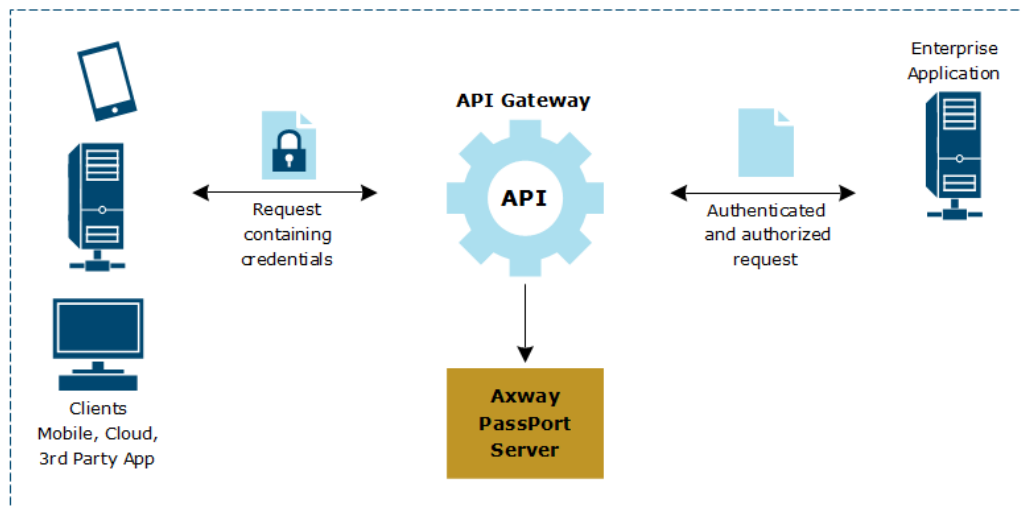 Enterprise
Application
API Gateway
API
Request
containing
credentials
Authenticated
and authorized
request
Axway
PassPort
Server
Clients
Mobile, Cloud,
3rd Party App